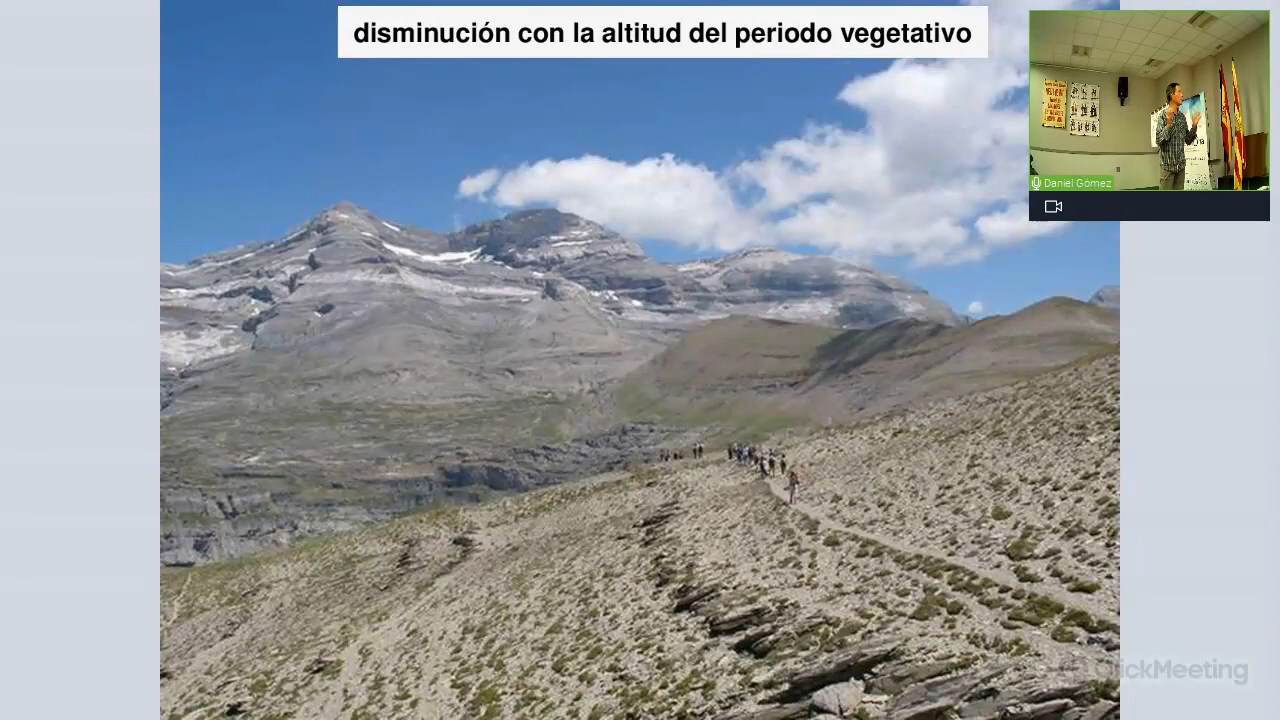 disminución con la altitud del periodo vegetativo
Daniel Gómez
ClickMeeting